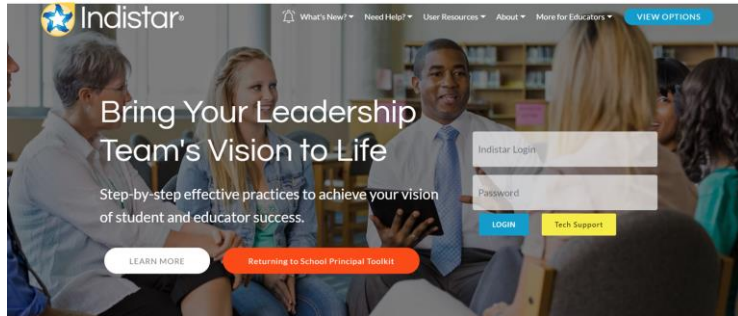 Indistar®
What's New?
Need Help?
User Resources
About
More for Educators
VIEW OPTIONS
Bring Your Leadership
Team's Vision to Life
Step-by-step effective practices to achieve your vision
of student and educator success.
LEARN MORE
Returning to School Principal Toolkit
Indistar Login
Password
LOGIN
Tech Support